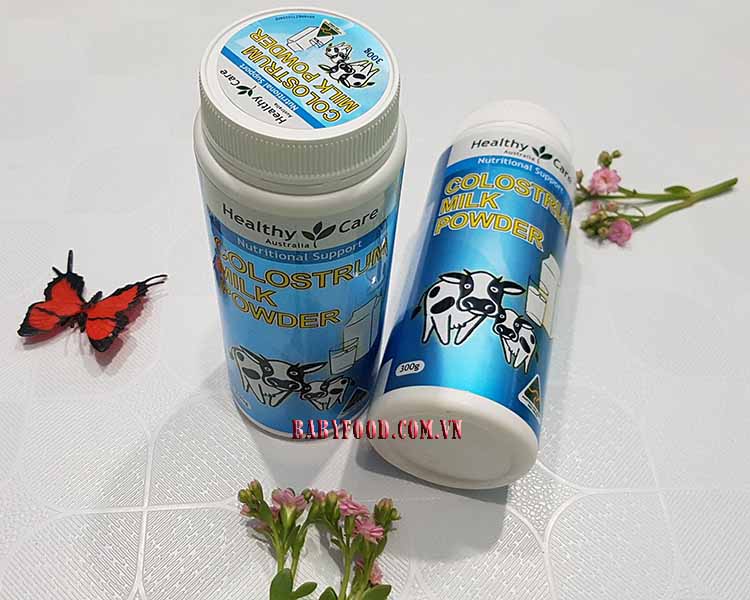 Healthy Care
Australia
Nutritional Support
COLOSTRUM
MILK POWDER
300g
Healthy Care
Australia
Nutritional Support
COLOSTRUM
MILK
POWDER
Healthy Care
Australia
Nutritional Support
COLOSTRUM
MILK
POWDER
300g
BABYFOOD.COM.VN